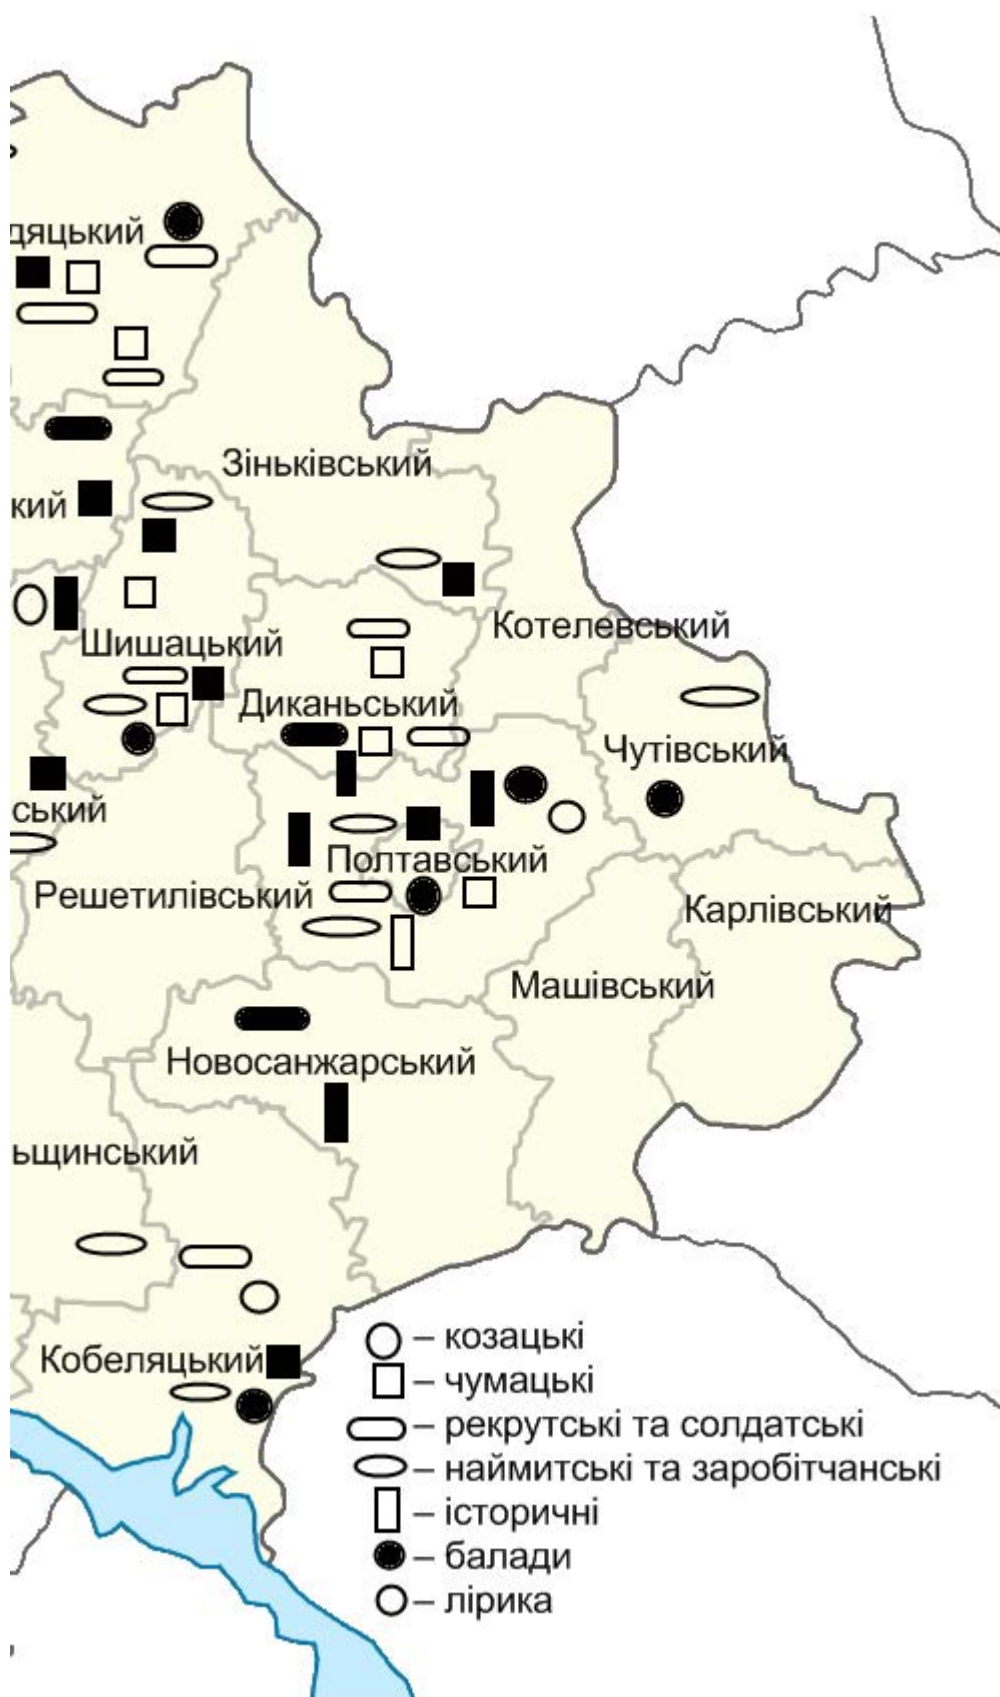 дяцький
Зіньківський
кий
Котелевський
Шишацький
Диканьський
Чутівський
ський
Полтавський
Решетилівський
Карлівський
Машівський
Новосанжарський
ьщинський
Кобеляцький
– козацькі
– чумацькі
– рекрутські та солдатські
– наймитські та заробітчанські
– історичні
– балади
– лірика